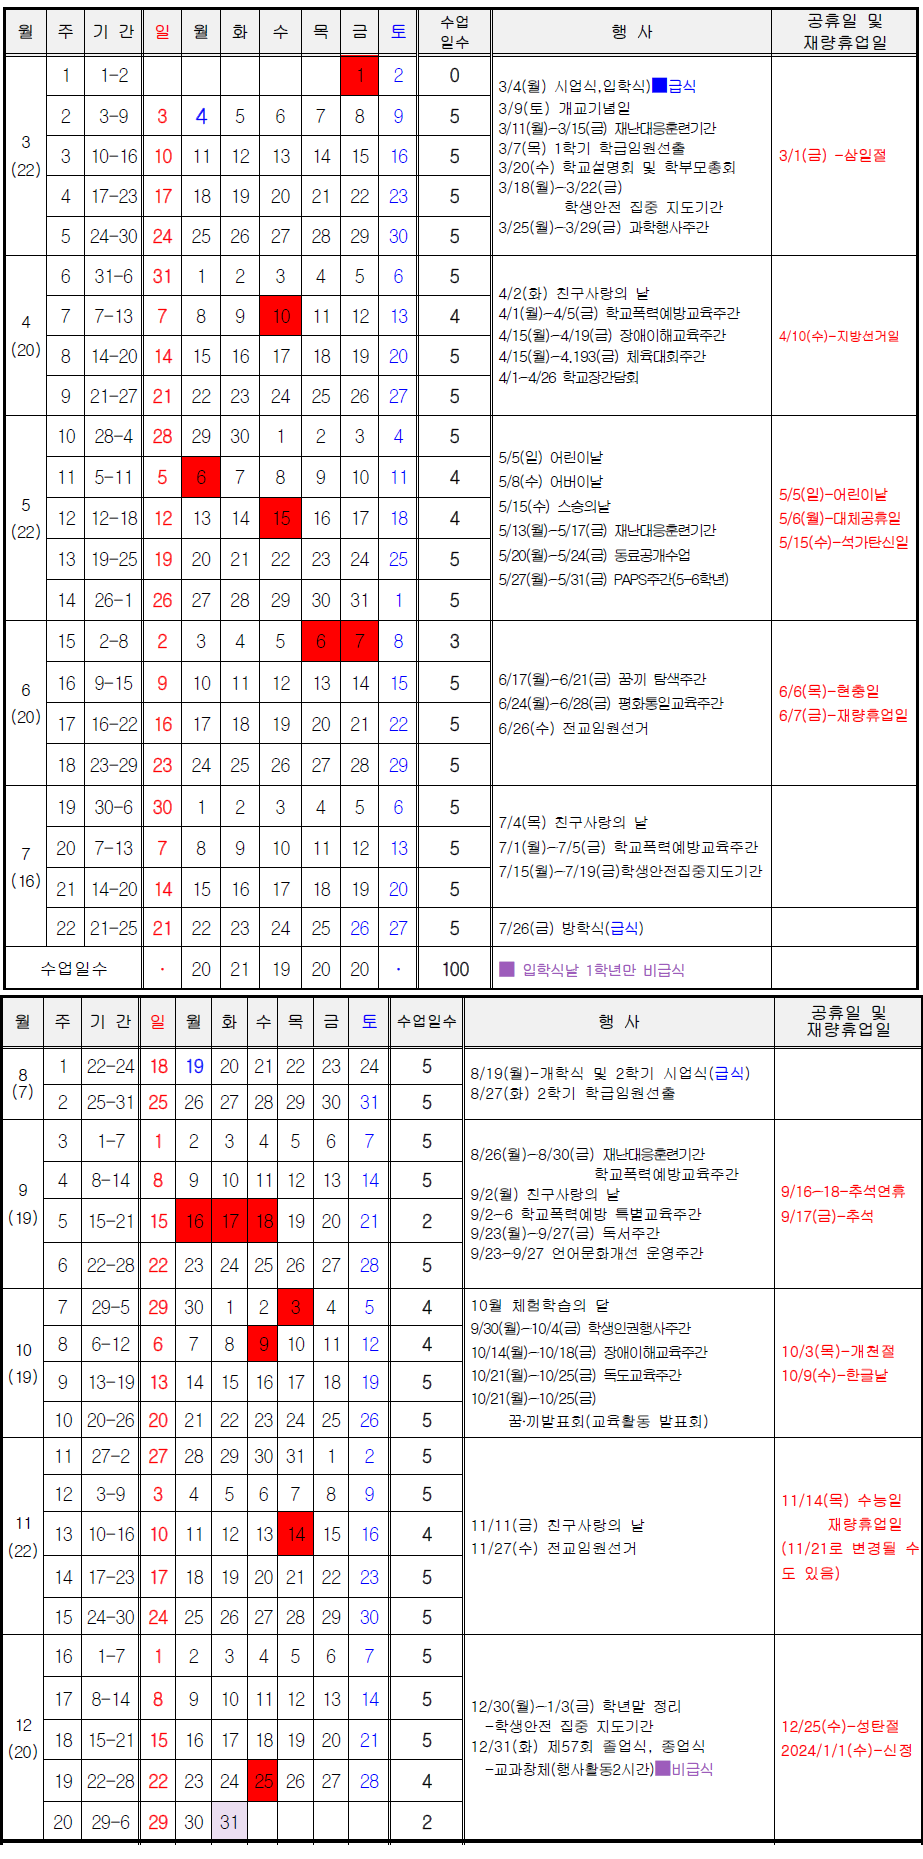 월 주 기 간 일 월 화 수 목 금 토 수업일수 행 사 공휴일 및 재량휴업일
3 (22)
1 1-2 1 2 0
2 3-9 3 4 5 6 7 8 9 5
3 10-16 10 11 12 13 14 15 16 5
4 17-23 17 18 19 20 21 22 23 5
5 24-30 24 25 26 27 28 29 30 5
3/4(월) 시업식,입학식)■급식
3/9(토) 개교기념일
3/11(월)-3/15(금) 재난대응훈련기간
3/7(목) 1학기 학급임원선출
3/20(수) 학교설명회 및 학부모총회
3/18(월)-3/22(금)
학생안전 집중 지도기간
3/25(월)-3/29(금) 과학행사주간
3/1(금) -삼일절
4 (20)
6 31-6 31 1 2 3 4 5 6 5
7 7-13 7 8 9 10 11 12 13 4
8 14-20 14 15 16 17 18 19 20 5
9 21-27 21 22 23 24 25 26 27 5
4/2(화) 친구사랑의 날
4/1(월)-4/5(금) 학교폭력예방교육주간
4/15(월)-4/19(금) 장애이해교육주간
4/15(월)-4.193(금) 체육대회주간
4/1-4/26 학교장간담회
4/10(수)-지방선거일
5 (22)
10 28-4 28 29 30 1 2 3 4 5
11 5-11 5 6 7 8 9 10 11 4
12 12-18 12 13 14 15 16 17 18 4
13 19-25 19 20 21 22 23 24 25 5
14 26-1 26 27 28 29 30 31 1 5
5/5(일) 어린이날
5/8(수) 어버이날
5/15(수) 스승의날
5/13(월)-5/17(금) 재난대응훈련기간
5/20(월)-5/24(금) 동료공개수업
5/27(월)-5/31(금) PAPS주간(5-6학년)
5/5(일)-어린이날
5/6(월)-대체공휴일
5/15(수)-석가탄신일
6 (20)
15 2-8 2 3 4 5 6 7 8 3
16 9-15 9 10 11 12 13 14 15 5
17 16-22 16 17 18 19 20 21 22 5
18 23-29 23 24 25 26 27 28 29 5
6/17(월)-6/21(금) 꿈·끼 탐색주간
6/24(월)-6/28(금) 평화통일교육주간
6/26(수) 전교임원선거
6/6(목)-현충일
6/7(금)-재량휴업일
7 (16)
19 30-6 30 1 2 3 4 5 6 5
20 7-13 7 8 9 10 11 12 13 5
21 14-20 14 15 16 17 18 19 20 5
22 21-25 21 22 23 24 25 26 27 5
7/4(목) 친구사랑의 날
7/1(월)-7/5(금) 학교폭력예방교육주간
7/15(월)-7/19(금)학생안전집중지도기간
7/26(금) 방학식(급식)
수업일수 · 20 21 19 20 20 · 100 ■ 입학식날 1학년만 비급식
월 주 기 간 일 월 화 수 목 금 토 수업일수 행 사 공휴일 및 재량휴업일
8 (7)
1 22-24 18 19 20 21 22 23 24 5
2 25-31 25 26 27 28 29 30 31 5
8/19(월)-개학식 및 2학기 시업식(급식)
8/27(화) 2학기 학급임원선출
9 (19)
3 1-7 1 2 3 4 5 6 7 5
4 8-14 8 9 10 11 12 13 14 5
5 15-21 15 16 17 18 19 20 21 2
6 22-28 22 23 24 25 26 27 28 5
8/26(월)-8/30(금) 재난대응훈련기간
학교폭력예방교육주간
9/2(월) 친구사랑의 날
9/2-6 학교폭력예방 특별교육주간
9/23(월)-9/27(금) 독서주간
9/23-9/27 언어문화개선 운영주간
9/16-18-추석연휴
9/17(금)-추석
10 (19)
7 29-5 29 30 1 2 3 4 5 4
8 6-12 6 7 8 9 10 11 12 4
9 13-19 13 14 15 16 17 18 19 5
10 20-26 20 21 22 23 24 25 26 5
10월 체험학습의 달
9/30(월)-10/4(금) 학생인권행사주간
10/14(월)-10/18(금) 장애이해교육주간
10/21(월)-10/25(금) 독도교육주간
10/21(월)-10/25(금)
꿈·끼발표회(교육활동 발표회)
10/3(목)-개천절
10/9(수)-한글날
11 (22)
11 27-2 27 28 29 30 31 1 2 5
12 3-9 3 4 5 6 7 8 9 5
13 10-16 10 11 12 13 14 15 16 4
14 17-23 17 18 19 20 21 22 23 5
15 24-30 24 25 26 27 28 29 30 5
11/11(금) 친구사랑의 날
11/27(수) 전교임원선거
11/14(목) 수능일
재량휴업일
(11/21로 변경될 수
도 있음)
12 (20)
16 1-7 1 2 3 4 5 6 7 5
17 8-14 8 9 10 11 12 13 14 5
18 15-21 15 16 17 18 19 20 21 5
19 22-28 22 23 24 25 26 27 28 4
20 29-6 29 30 31 2
12/30(월)-1/3(금) 학년말 정리
-학생안전 집중 지도기간
12/31(화) 제57회 졸업식, 종업식
-교과창체(행사활동2시간)■비급식
12/25(수)-성탄절
2024/1/1(수)-신정